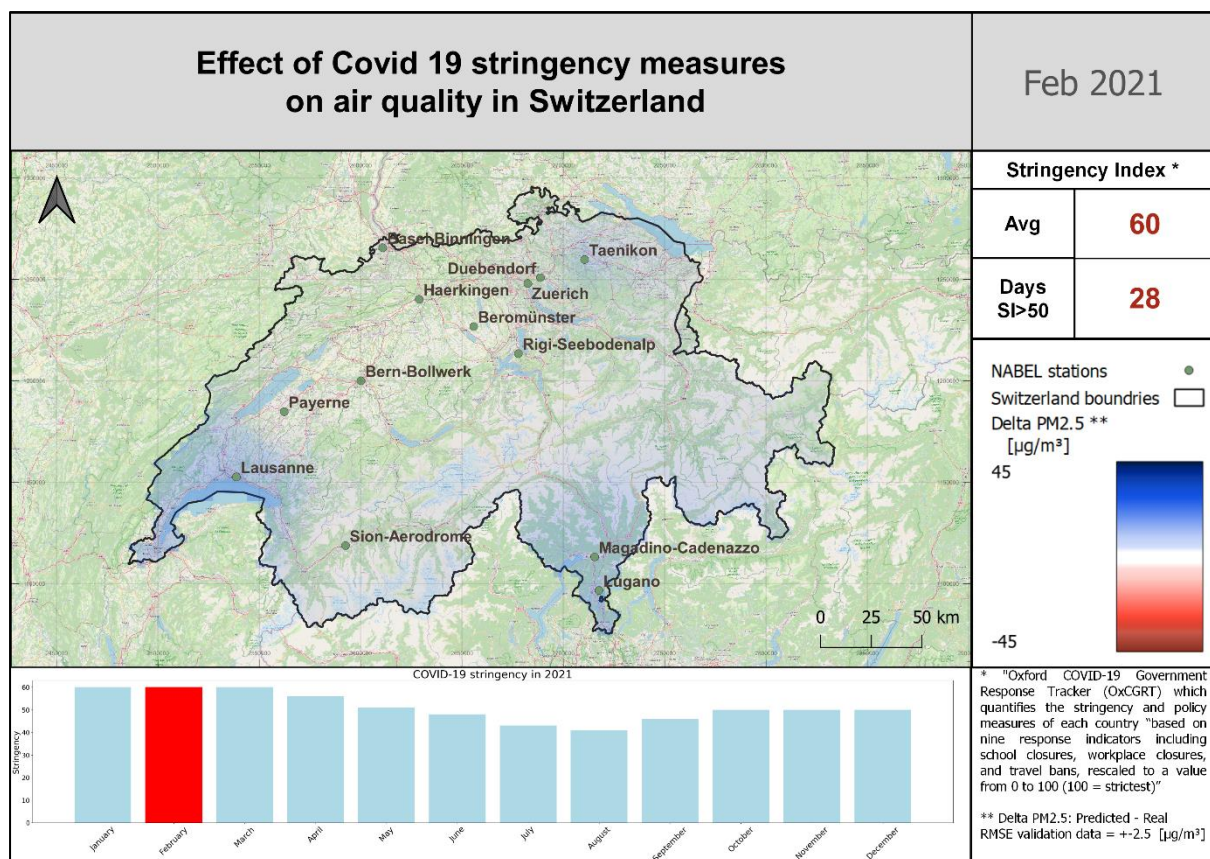 Effect of Covid 19 stringency measures
on air quality in Switzerland
Feb 2021
Stringency Index *
Avg
60
Days
SI>50
28
Basel-Binningen
Taenikon
Duebendorf
Zuerich
Haerkingen
Beromünster
Rigi-Seebodenalp
Bern-Bollwerk
Payerne
Lausanne
Sion-Aerodrome
Magadino-Cadenazzo
Lugano
0 25 50 km
NABEL stations
Switzerland boundries
Delta PM2.5 **
[µg/m³]
45
-45
COVID-19 stringency in 2021
Stringency
60
50
40
30
20
10
0
January
February
March
April
May
June
July
August
September
October
November
December
* "Oxford COVID-19 Government
Response Tracker (OxCGRT) which
quantifies the stringency and policy
measures of each country "based on
nine response indicators including
school closures, workplace closures,
and travel bans, rescaled to a value
from 0 to 100 (100 = strictest)"
** Delta PM2.5: Predicted - Real
RMSE validation data = +-2.5 [µg/m³]